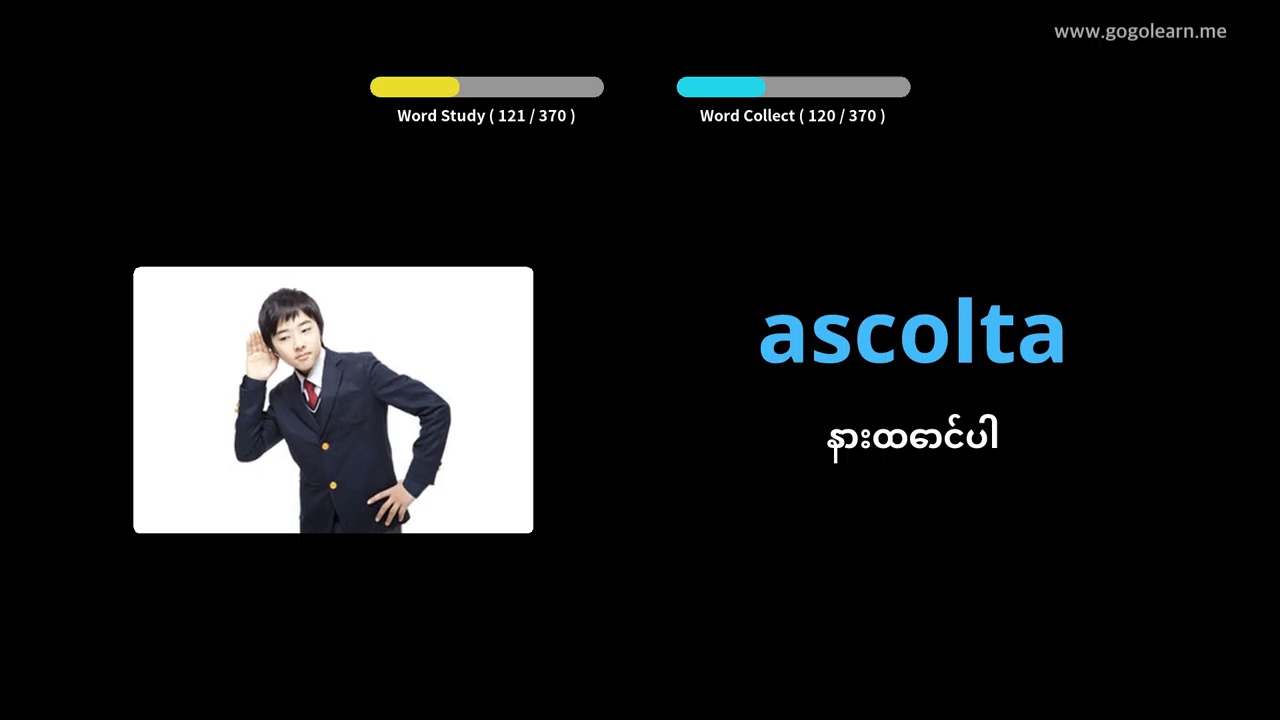 www.gogolearn.me
Word Study ( 121 / 370 )
Word Collect ( 120 / 370 )
ascolta
နားထောင်ပါ